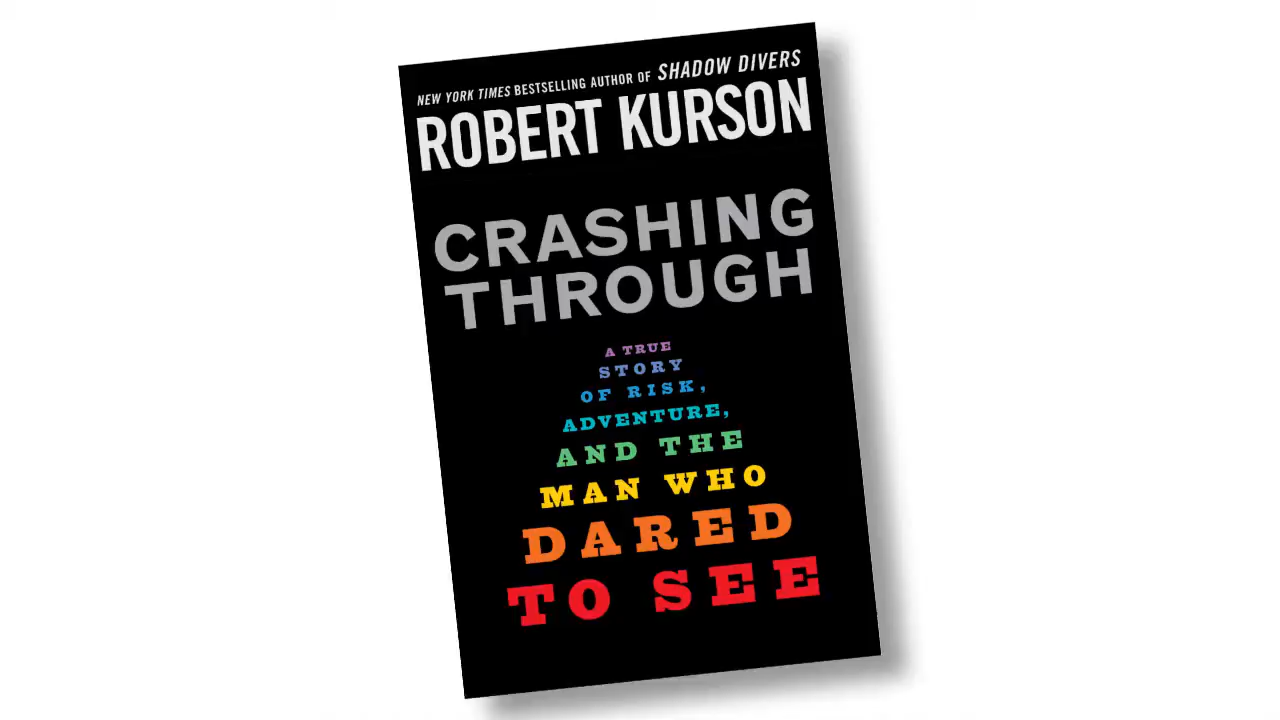 NEW YORK TIMES BESTSELLING AUTHOR OF SHADOW DIVERS
ROBERT KURSON
CRASHING
THROUGH
A TRUE
STORY
OF RISK,
ADVENTURE,
AND THE
MAN WHO
DARED
TO SEE